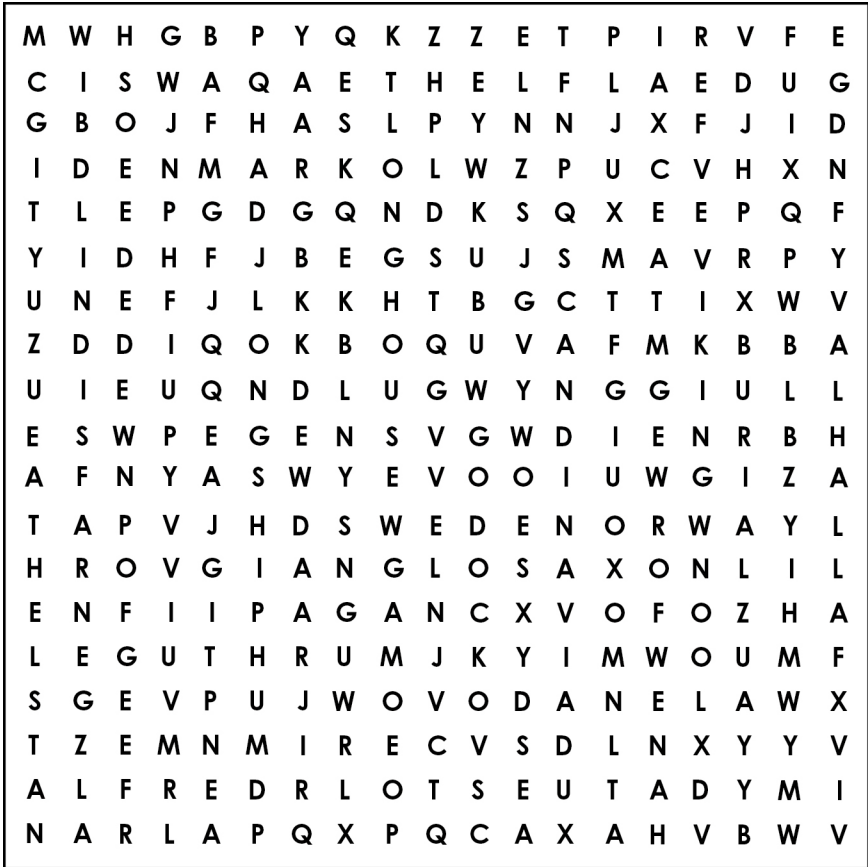 M W H G B P Y Q K Z Z E T P I R V F E
C I S W A Q A E T H E L F L A E D U G
G B O J F H A S L P Y N N J X F J I D
I D E N M A R K O L W Z P U C V H X N
T L E P G D G Q N D K S Q X E E P Q F
Y I D H F J B E G S U J S M A V R P Y
U N E F J L K K H T B G C T T I X W V
Z D D I Q O K B O Q U V A F M K B B A
U I E U Q N D L U G W Y N G G I U L L
E S W P E G E N S V G W D I E N R B H
A F N Y A S W Y E V O O I U W G I Z A
T A P V J H D S W E D E N O R W A Y L
H R O V G I A N G L O S A X O N L I L
E N F I I P A G A N C X V O F O Z H A
L E G U T H R U M J K Y I M W O U M F
S G E V P U J W O V O D A N E L A W X
T Z E M N M I R E C V S D L N X Y Y V
A L F R E D R L O T S E U T A D Y M I
N A R L A P Q X P Q C A X A H V B W V